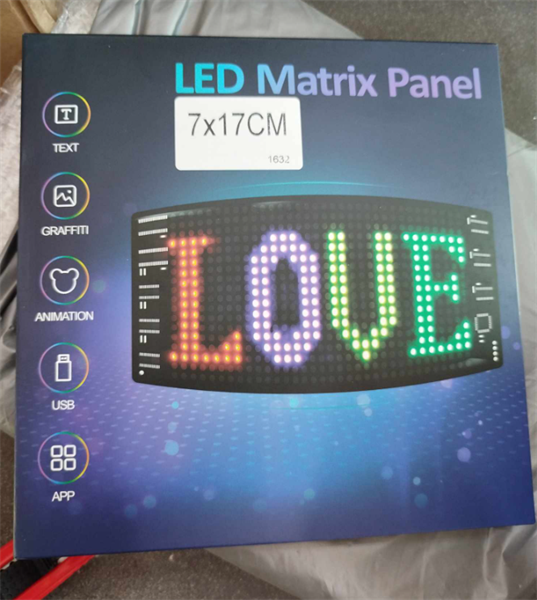 LED Matrix Panel
7x17CM
1632
T
TEXT
GRAFFITI
ANIMATION
USB
APP
LOVE